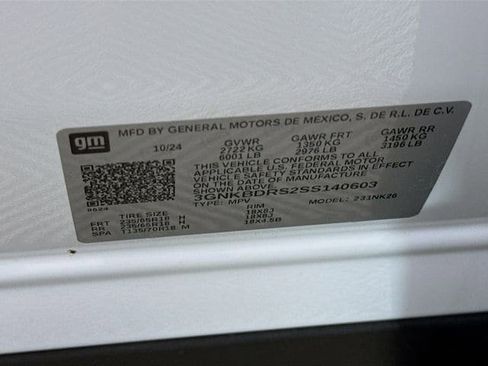 gm
MFD BY GENERAL MOTORS DE MEXICO, S. DE R.L. DE C.V.
10/24 GVWR GAWR FRT GAWR RR
2722 KG 1350 KG 1450 KG
6001 LB 2976 LB 3196 LB
THIS VEHICLE CONFORMS TO ALL
APPLICABLE U.S. FEDERAL MOTOR
VEHICLE SAFETY STANDARDS IN EFFECT
ON THE DATE OF MANUFACTURE
SHOWN ABOVE.
3GNKBDRS2SS140603
TYPE: MPV MODEL: 231NK26
9524
TIRE SIZE RIM
FRT 235/65R18 H 18X8J
RR 235/65R18 H 18X8J
SPA T135/70R18 M 18X4.5B